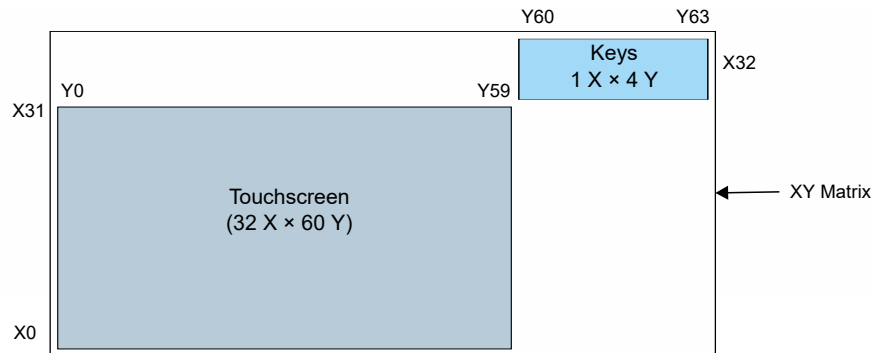 Y60 Y63
Keys
1 X × 4 Y
X32
Y0 Y59
X31
Touchscreen
(32 X × 60 Y)
XY Matrix
X0